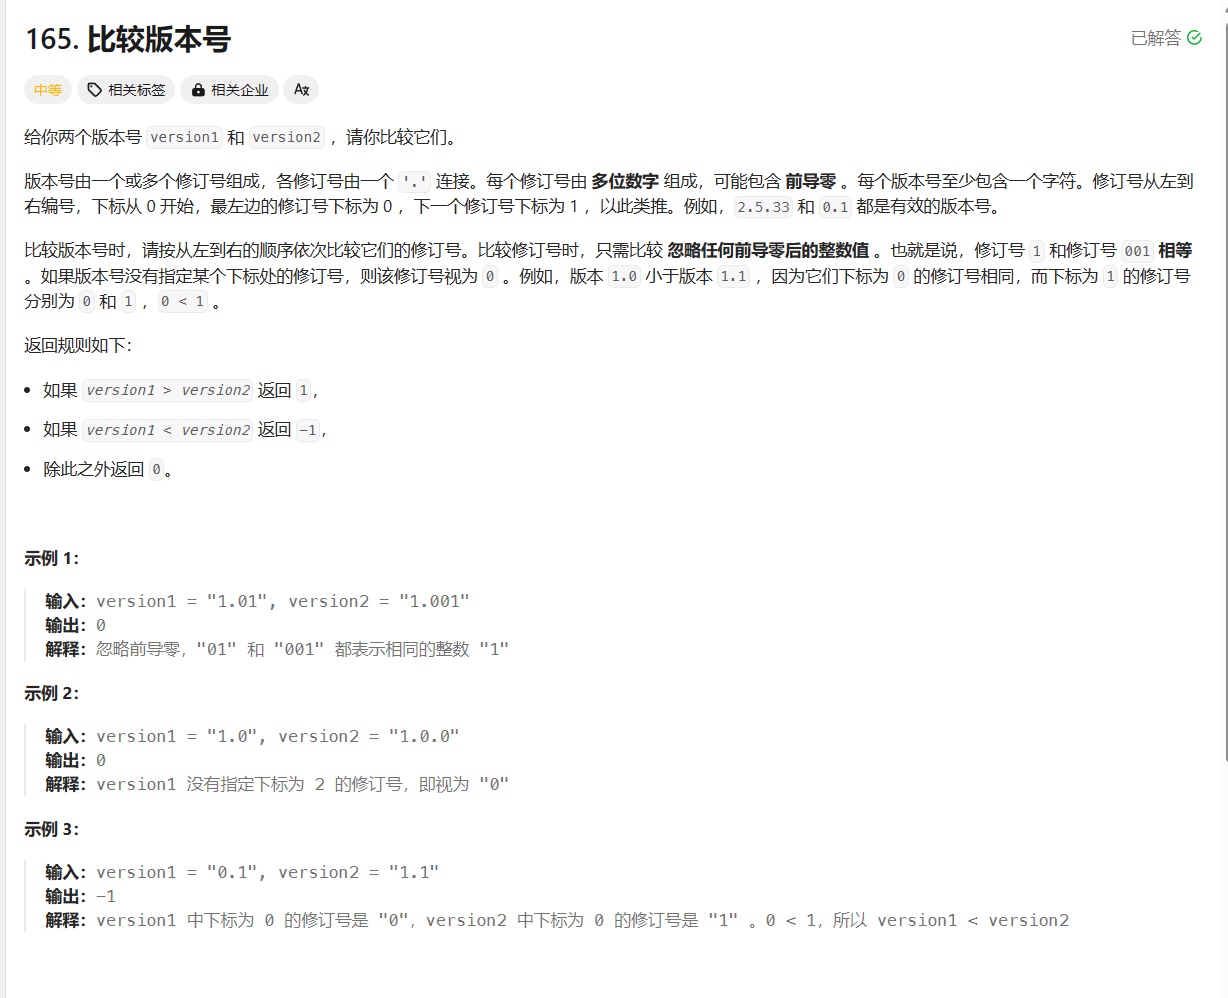 165. 比较版本号
已解答
中等 相关标签 相关企业 Ax
给你两个版本号 version1 和 version2 ，请你比较它们。
版本号由一个或多个修订号组成，各修订号由一个 '.' 连接。每个修订号由 多位数字 组成，可能包含 前导零 。每个版本号至少包含一个字符。修订号从左到
右编号，下标从 0 开始，最左边的修订号下标为 0 ，下一个修订号下标为 1 ，以此类推。例如，2.5.33 和 0.1 都是有效的版本号。
比较版本号时，请按从左到右的顺序依次比较它们的修订号。比较修订号时，只需比较 忽略任何前导零后的整数值 。也就是说，修订号 1 和修订号 001 相等
。如果版本号没有指定某个下标处的修订号，则该修订号视为 0 。例如，版本 1.0 小于版本 1.1 ，因为它们下标为 0 的修订号相同，而下标为 1 的修订号
分别为 0 和 1 ，0 < 1 。
返回规则如下：
• 如果 version1 > version2 返回 1，
• 如果 version1 < version2 返回 -1，
• 除此之外返回 0。
示例 1：
输入：version1 = "1.01", version2 = "1.001"
输出：0
解释：忽略前导零，"01" 和 "001" 都表示相同的整数 "1"
示例 2：
输入：version1 = "1.0", version2 = "1.0.0"
输出：0
解释：version1 没有指定下标为 2 的修订号，即视为 "0"
示例 3：
输入：version1 = "0.1", version2 = "1.1"
输出：-1
解释：version1 中下标为 0 的修订号是 "0"，version2 中下标为 0 的修订号是 "1" 。0 < 1，所以 version1 < version2